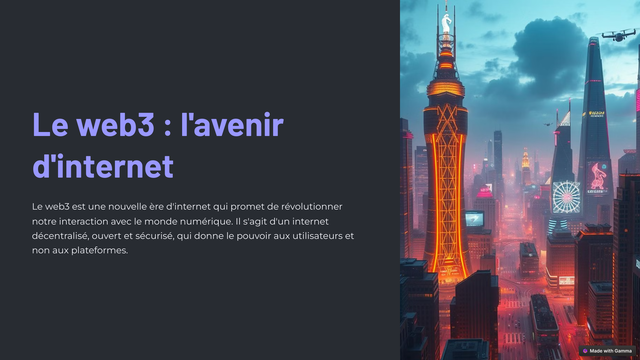 Le web3 : l'avenir
d'internet
Le web3 est une nouvelle ère d'internet qui promet de révolutionner
notre interaction avec le monde numérique. Il s'agit d'un internet
décentralisé, ouvert et sécurisé, qui donne le pouvoir aux utilisateurs et
non aux plateformes.
Made with Gamma